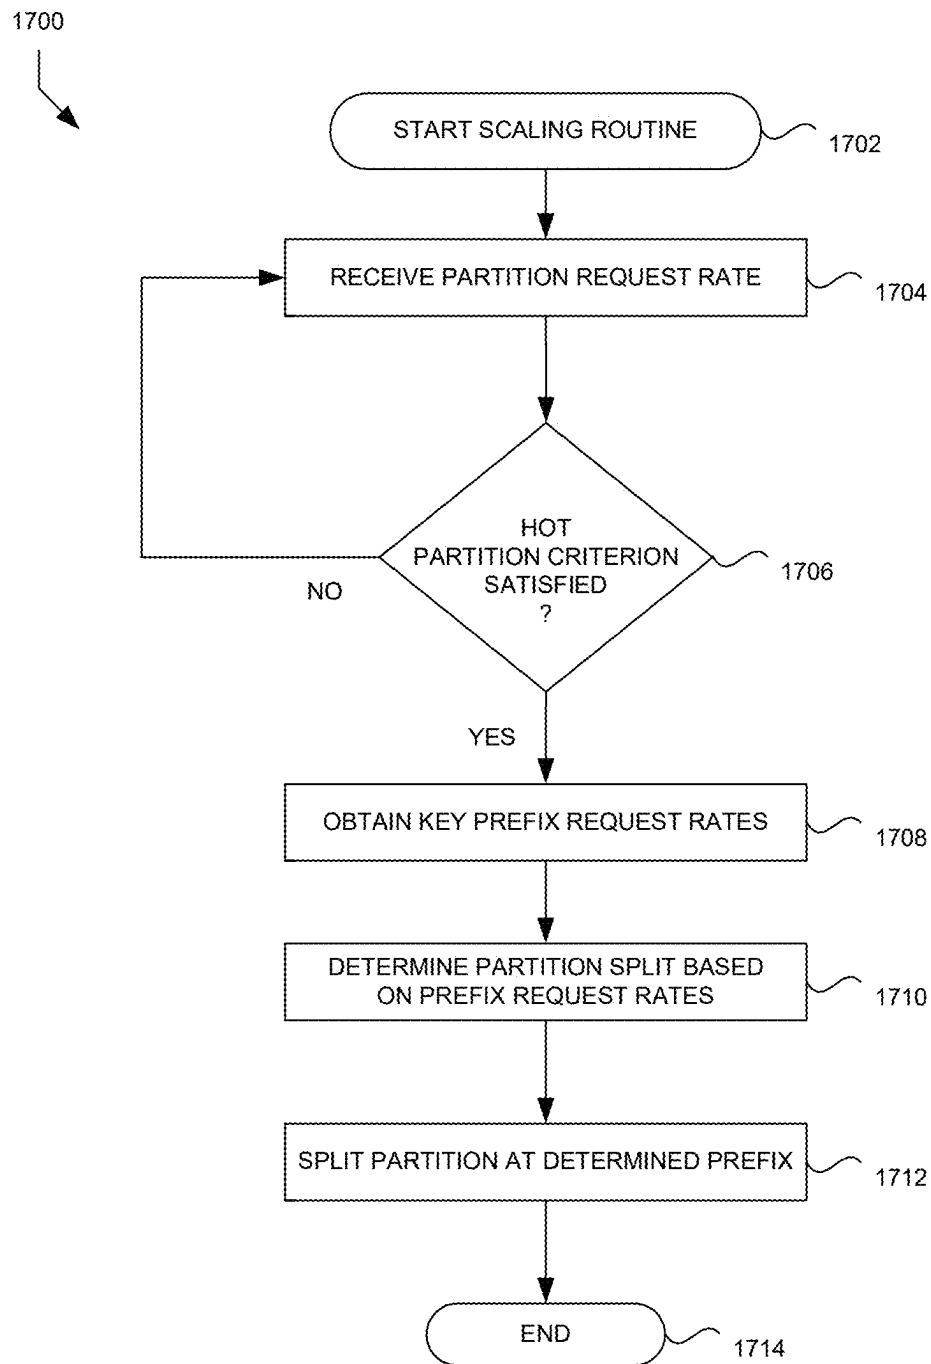 1700
START SCALING ROUTINE
1702
RECEIVE PARTITION REQUEST RATE
1704
HOT
PARTITION CRITERION
SATISFIED
?
1706
NO
YES
OBTAIN KEY PREFIX REQUEST RATES
1708
DETERMINE PARTITION SPLIT BASED
ON PREFIX REQUEST RATES
1710
SPLIT PARTITION AT DETERMINED PREFIX
1712
END
1714